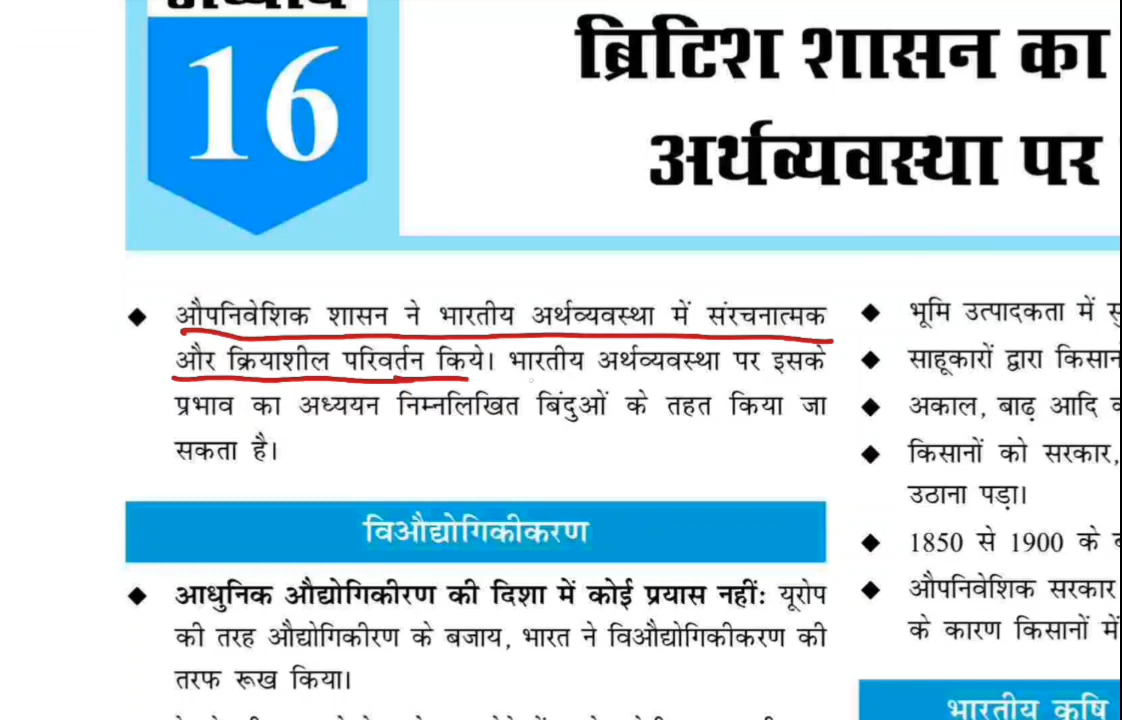 अध्याय
16
ब्रिटिश शासन का
अर्थव्यवस्था पर
◆ औपनिवेशिक शासन ने भारतीय अर्थव्यवस्था में संरचनात्मक
और क्रियाशील परिवर्तन किये। भारतीय अर्थव्यवस्था पर इसके
प्रभाव का अध्ययन निम्नलिखित बिंदुओं के तहत किया जा
सकता है।
विऔद्योगिकीकरण
◆ आधुनिक औद्योगिकीरण की दिशा में कोई प्रयास नहीं: यूरोप
की तरह औद्योगिकीरण के बजाय, भारत ने विऔद्योगिकीकरण की
तरफ रूख किया।
◆ भूमि उत्पादकता में
◆ साहूकारों द्वारा
◆ अकाल, बाढ़ आदि
◆ किसानों को सरकार,
उठाना पड़ा।
◆ 1850 से 1900 के
◆ औपनिवेशिक सरकार
के कारण किसानों में
भारतीय कृषि